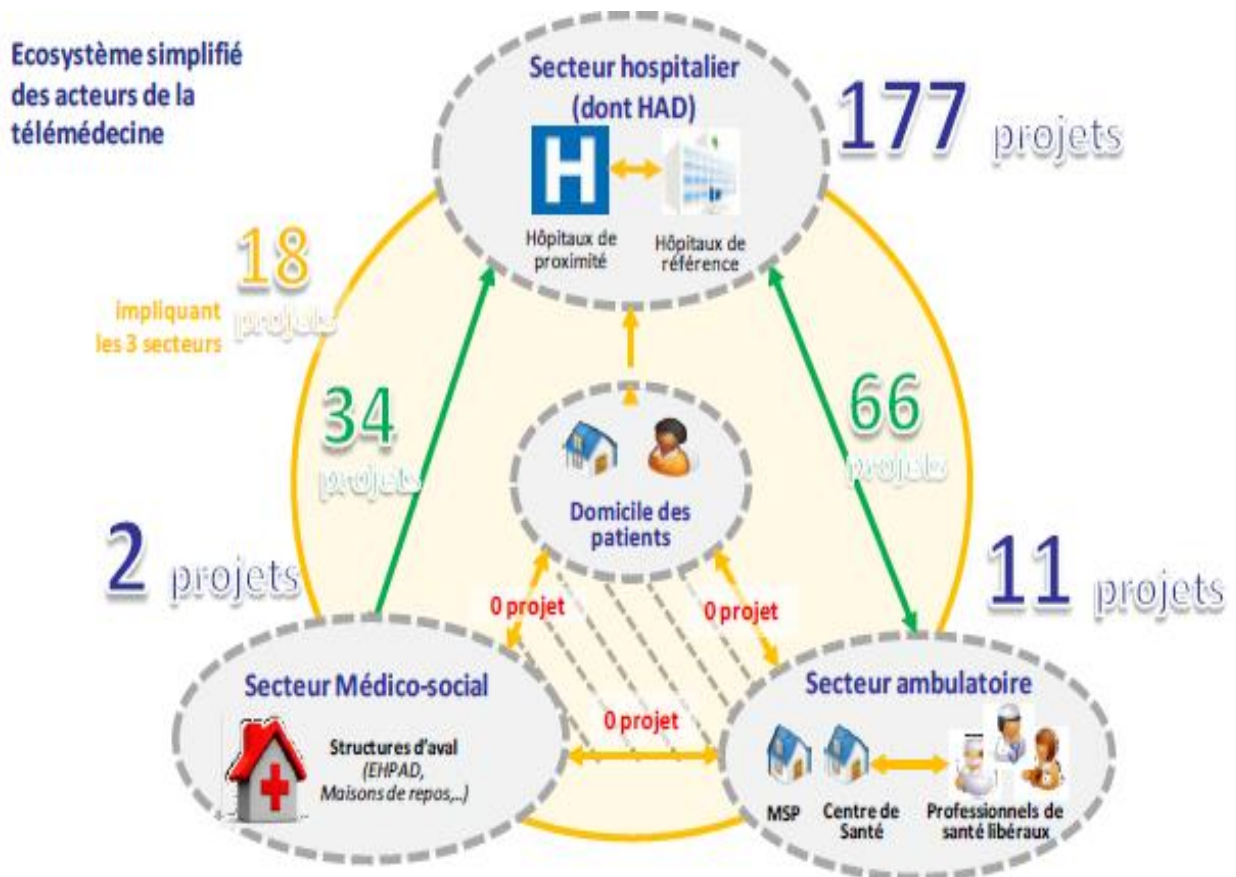 Ecosystème simplifié
des acteurs de la
télémédecine
Secteur hospitalier
(dont HAD)
H
Hôpitaux de
proximité
Hôpitaux de
référence
177 projets
18
projets
impliquant
les 3 secteurs
34
projets
66
projets
Domicile des
patients
2 projets
11 projets
0 projet
0 projet
0 projet
Secteur Médico-social
Structures d'aval
(EHPAD,
Maisons de repos,..)
Secteur ambulatoire
MSP
Centre de
Santé
Professionnels de
santé libéraux